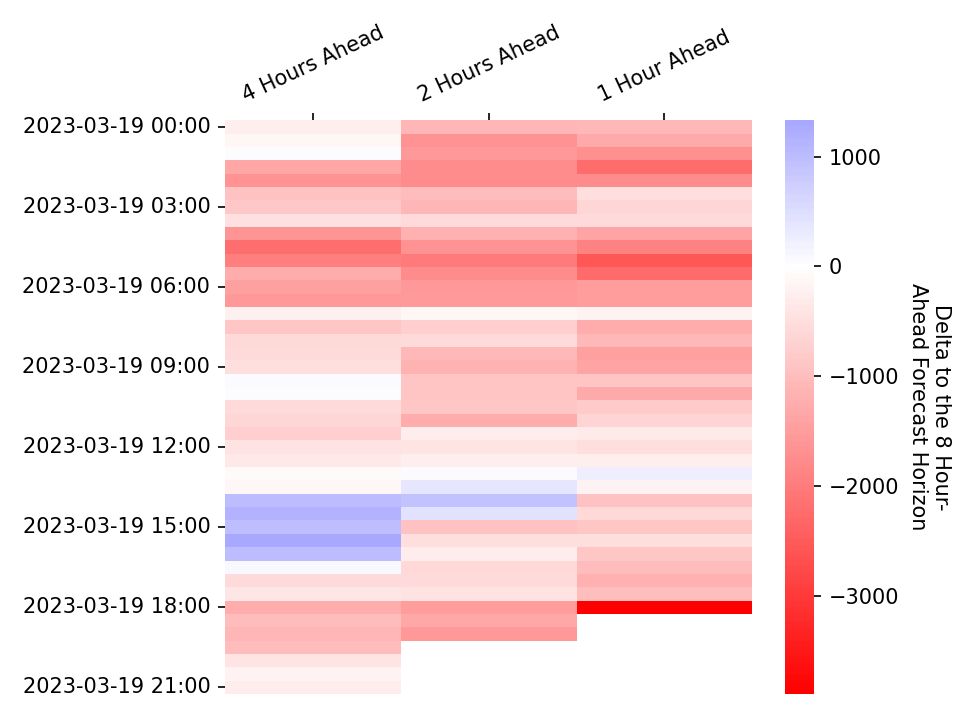 4 Hours Ahead
2 Hours Ahead
1 Hour Ahead
2023-03-19 00:00
2023-03-19 03:00
2023-03-19 06:00
2023-03-19 09:00
2023-03-19 12:00
2023-03-19 15:00
2023-03-19 18:00
2023-03-19 21:00
1000
0
−1000
−2000
−3000
Delta to the 8 Hour-
Ahead Forecast Horizon